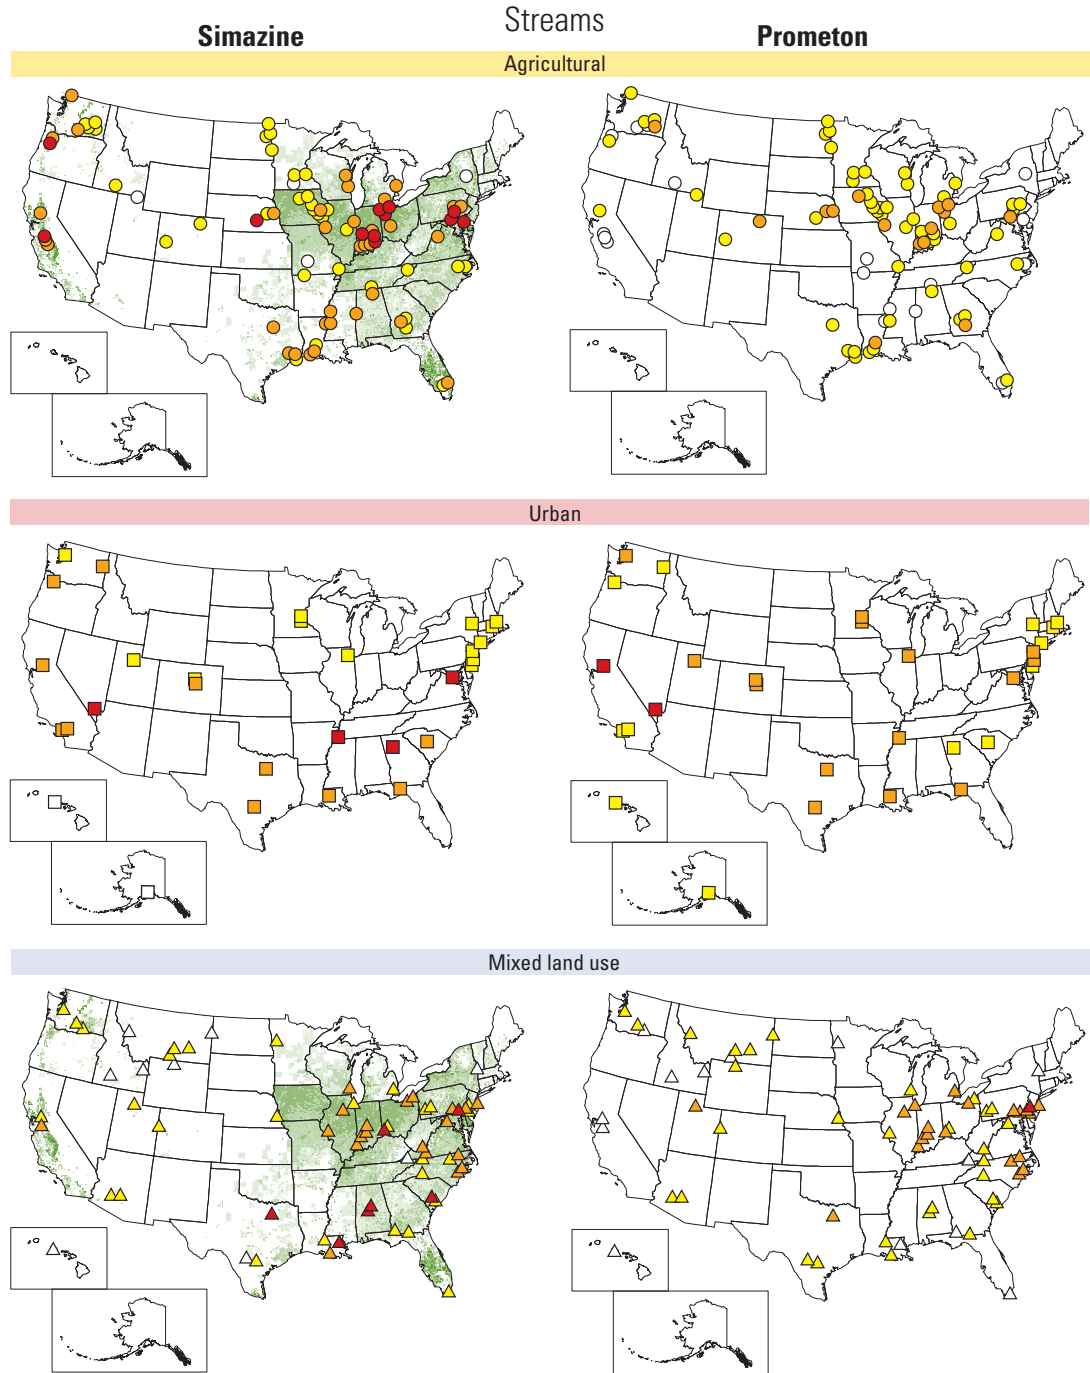 Streams
Simazine
Prometon
Agricultural
Urban
Mixed land use